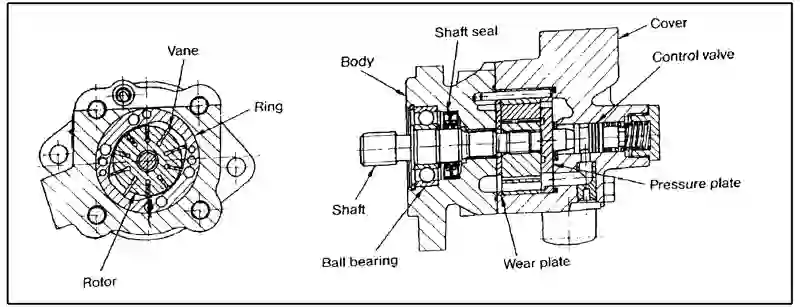 Vane
Ring
Rotor
Shaft seal
Body
Cover
Control valve
Pressure plate
Shaft
Ball bearing
Wear plate